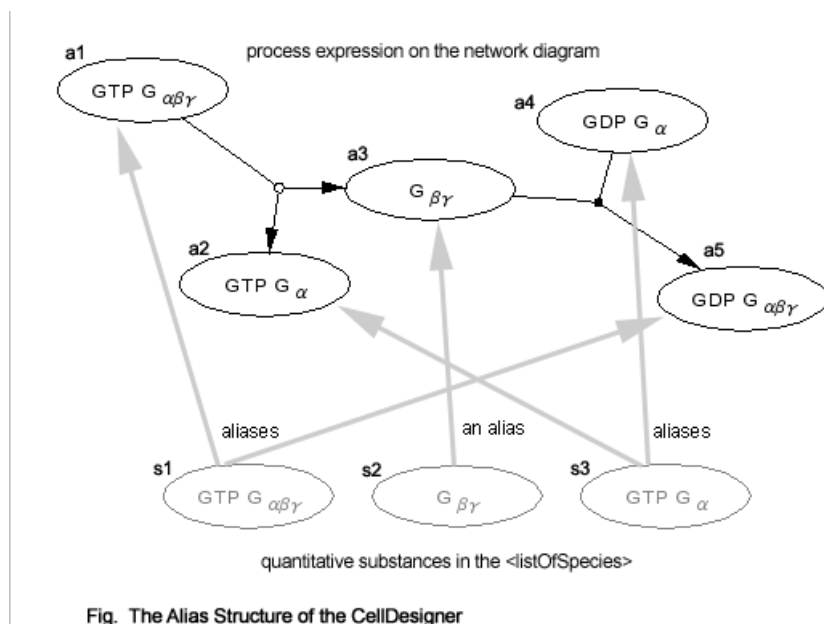 process expression on the network diagram
a1
GTP G αβγ
a4
GDP G α
a3
G βγ
a2
GTP G α
a5
GDP G αβγ
aliases
an alias
aliases
s1
GTP G αβγ
s2
G βγ
s3
GTP G α
quantitative substances in the <listOfSpecies>
Fig. The Alias Structure of the CellDesigner